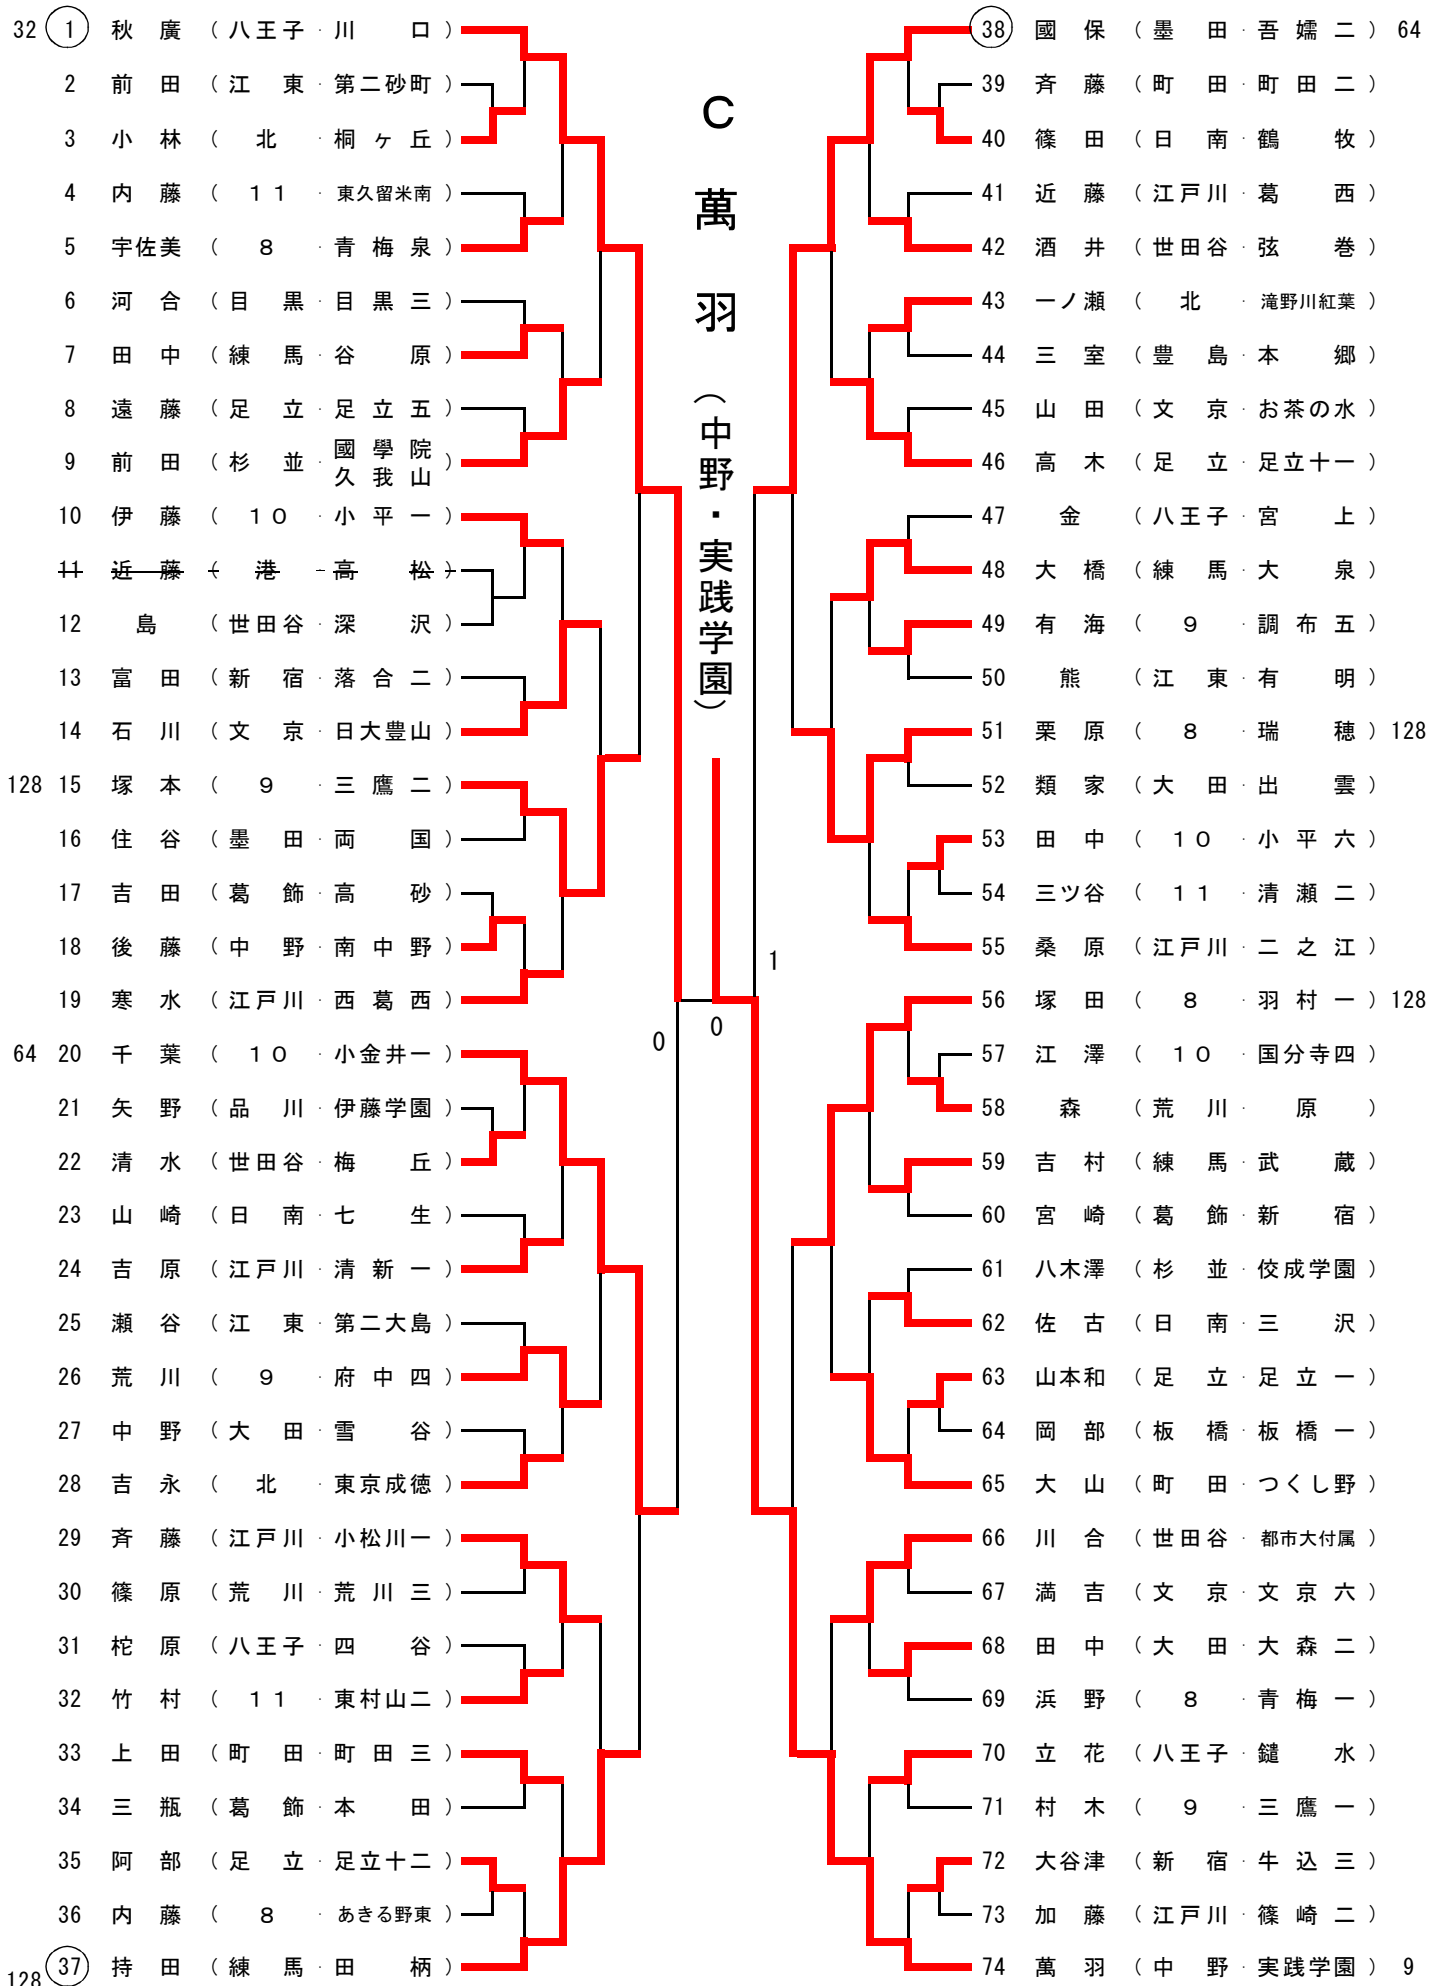 32 1 秋廣 (八王子・川口)
2 前田 (江東・第二砂町)
3 小林 (北・桐ヶ丘)
4 内藤 (11・東久留米南)
5 宇佐美 (8・青梅泉)
6 河合 (目黒・目黒三)
7 田中 (練馬・谷原)
8 遠藤 (足立・足立五)
9 前田 (杉並・國學院久我山)
10 伊藤 (10・小平一)
11 近藤 (港・高松)
12 島 (世田谷・深沢)
13 富田 (新宿・落合二)
14 石川 (文京・日大豊山)
128 15 塚本 (9・三鷹二)
16 住谷 (墨田・両国)
17 吉田 (葛飾・高砂)
18 後藤 (中野・南中野)
19 寒水 (江戸川・西葛西)
64 20 千葉 (10・小金井一)
21 矢野 (品川・伊藤学園)
22 清水 (世田谷・梅丘)
23 山崎 (日南・七生)
24 吉原 (江戸川・清新一)
25 瀬谷 (江東・第二大島)
26 荒川 (9・府中四)
27 中野 (大田・雪谷)
28 吉永 (北・東京成徳)
29 斉藤 (江戸川・小松川一)
30 篠原 (荒川・荒川三)
31 柁原 (八王子・四谷)
32 竹村 (11・東村山二)
33 上田 (町田・町田三)
34 三瓶 (葛飾・本田)
35 阿部 (足立・足立十二)
36 内藤 (8・あきる野東)
128 37 持田 (練馬・田柄)
C 萬羽 (中野・実践学園)
0
0
1
38 國保 (墨田・吾嬬二) 64
39 斉藤 (町田・町田二)
40 篠田 (日南・鶴牧)
41 近藤 (江戸川・葛西)
42 酒井 (世田谷・弦巻)
43 一ノ瀬 (北・滝野川紅葉)
44 三室 (豊島・本郷)
45 山田 (文京・お茶の水)
46 高木 (足立・足立十一)
47 金 (八王子・宮上)
48 大橋 (練馬・大泉)
49 有海 (9・調布五)
50 熊 (江東・有明)
51 栗原 (8・瑞穂) 128
52 類家 (大田・出雲)
53 田中 (10・小平六)
54 三ツ谷 (11・清瀬二)
55 桑原 (江戸川・二之江)
56 塚田 (8・羽村一) 128
57 江澤 (10・国分寺四)
58 森 (荒川・原)
59 吉村 (練馬・武蔵)
60 宮崎 (葛飾・新宿)
61 八木澤 (杉並・佼成学園)
62 佐古 (日南・三沢)
63 山本和 (足立・足立一)
64 岡部 (板橋・板橋一)
65 大山 (町田・つくし野)
66 川合 (世田谷・都市大付属)
67 満吉 (文京・文京六)
68 田中 (大田・大森二)
69 浜野 (8・青梅一)
70 立花 (八王子・鑓水)
71 村木 (9・三鷹一)
72 大谷津 (新宿・牛込三)
73 加藤 (江戸川・篠崎二)
74 萬羽 (中野・実践学園) 9